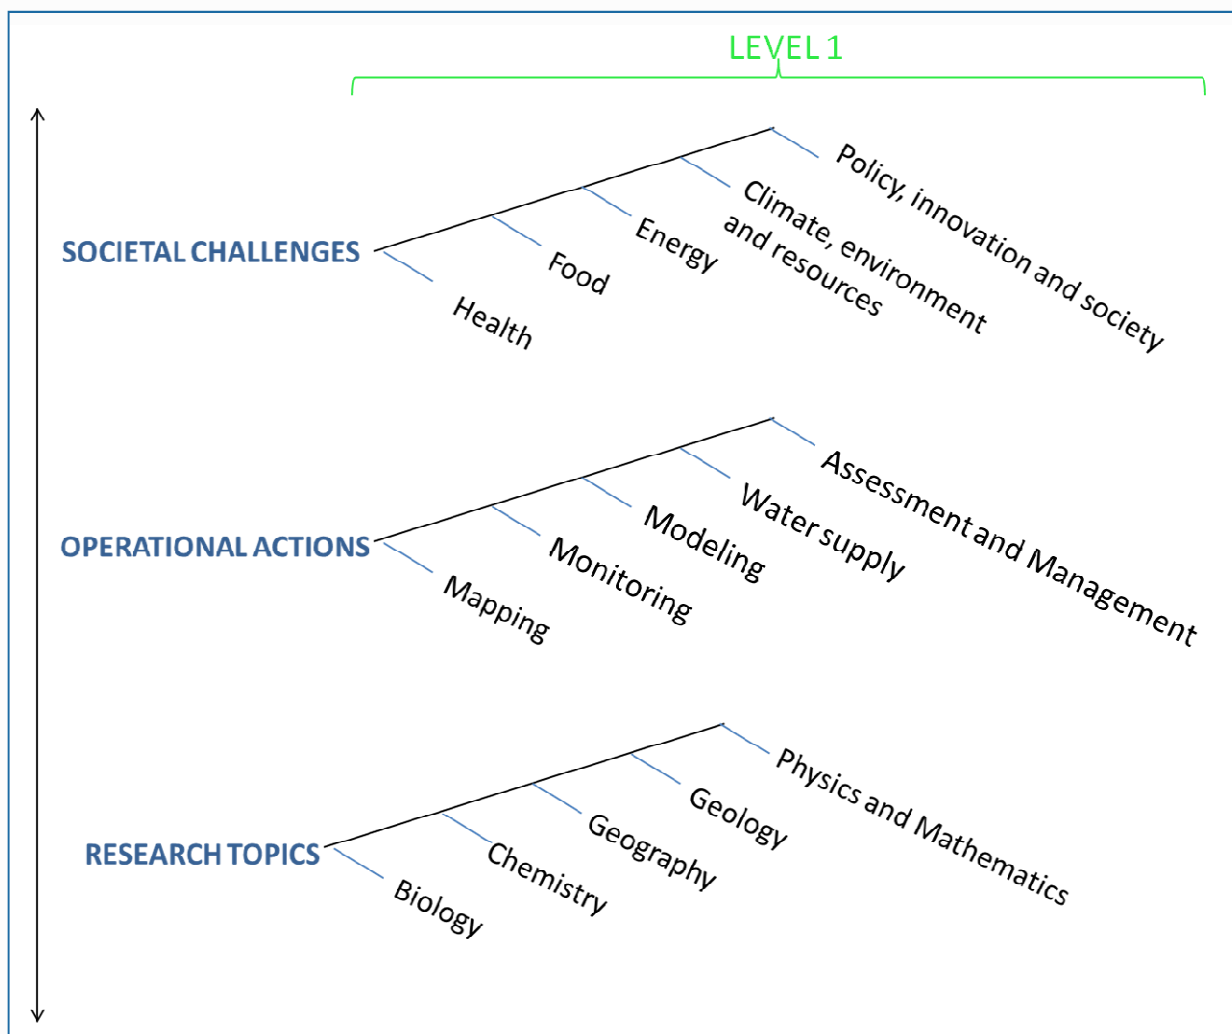 LEVEL 1
SOCIETAL CHALLENGES
Health
Food
Energy
Climate, environment
and resources
Policy, innovation and society
OPERATIONAL ACTIONS
Mapping
Monitoring
Modeling
Water supply
Assessment and Management
RESEARCH TOPICS
Biology
Chemistry
Geography
Geology
Physics and Mathematics